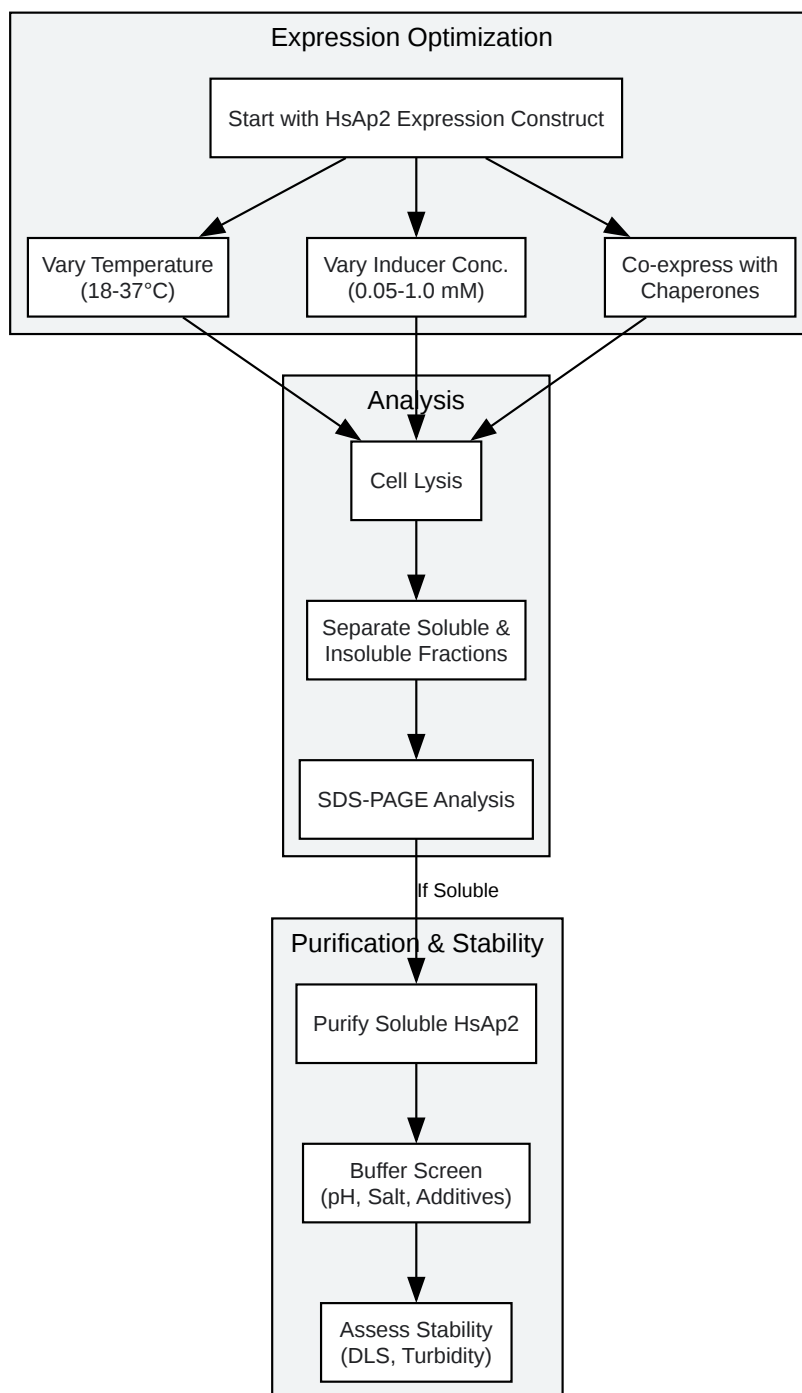 Expression Optimization
Start with HsAp2 Expression Construct
Vary Temperature
(18-37°C)
Vary Inducer Conc.
(0.05-1.0 mM)
Co-express with
Chaperones
Analysis
Cell Lysis
Separate Soluble &
Insoluble Fractions
SDS-PAGE Analysis
If Soluble
Purification & Stability
Purify Soluble HsAp2
Buffer Screen
(pH, Salt, Additives)
Assess Stability
(DLS, Turbidity)